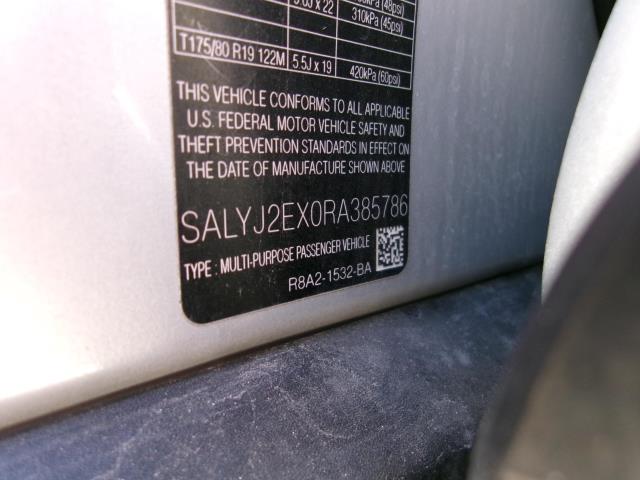 310kPa (45psi)
T175/80 R19 122M 5.5J x 19 420kPa (60psi)
THIS VEHICLE CONFORMS TO ALL APPLICABLE
U.S. FEDERAL MOTOR VEHICLE SAFETY AND
THEFT PREVENTION STANDARDS IN EFFECT ON
THE DATE OF MANUFACTURE SHOWN ABOVE
SALYJ2EX0RA385786
TYPE : MULTI-PURPOSE PASSENGER VEHICLE
R8A2-1532-BA